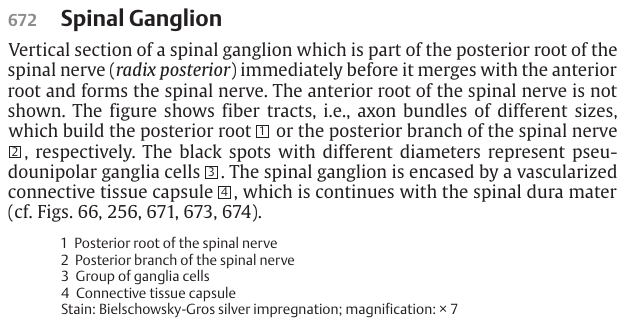 672 Spinal Ganglion
Vertical section of a spinal ganglion which is part of the posterior root of the
spinal nerve (radix posterior) immediately before it merges with the anterior
root and forms the spinal nerve. The anterior root of the spinal nerve is not
shown. The figure shows fiber tracts, i.e., axon bundles of different sizes,
which build the posterior root 1 or the posterior branch of the spinal nerve
2, respectively. The black spots with different diameters represent pseu-
dounipolar ganglia cells 3. The spinal ganglion is encased by a vascularized
connective tissue capsule 4, which is continues with the spinal dura mater
(cf. Figs. 66, 256, 671, 673, 674).
1 Posterior root of the spinal nerve
2 Posterior branch of the spinal nerve
3 Group of ganglia cells
4 Connective tissue capsule
Stain: Bielschowsky-Gros silver impregnation; magnification: × 7